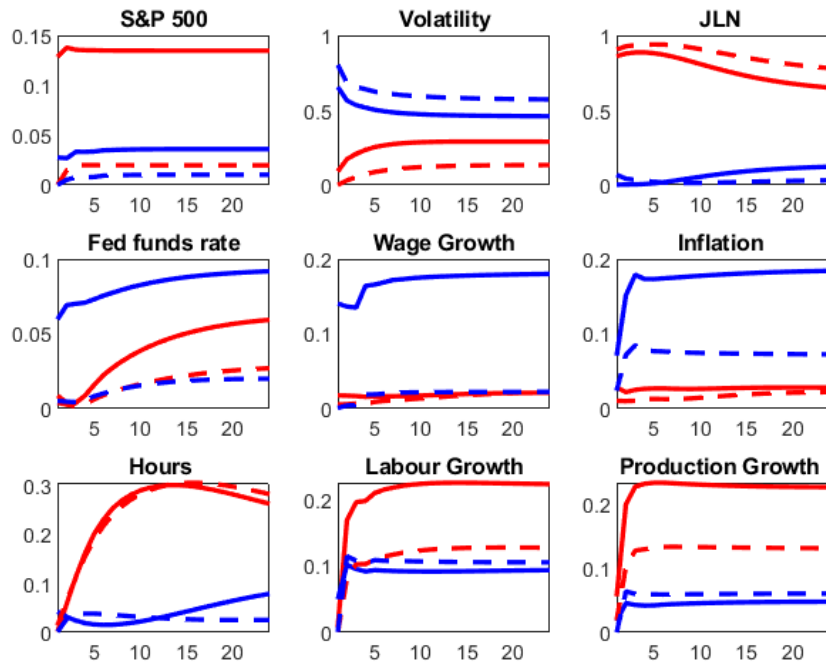 S&P 500 Volatility JLN
0.15 1 1
0.1
0.5 0.5
0.05
0 0 0
5 10 15 20 5 10 15 20 5 10 15 20
Fed funds rate Wage Growth Inflation
0.1 0.2 0.2
0.05 0.1 0.1
0 0 0
5 10 15 20 5 10 15 20 5 10 15 20
Hours Labour Growth Production Growth
0.3
0.2 0.2
0.2
0.1 0.1
0.1
0 0 0
5 10 15 20 5 10 15 20 5 10 15 20